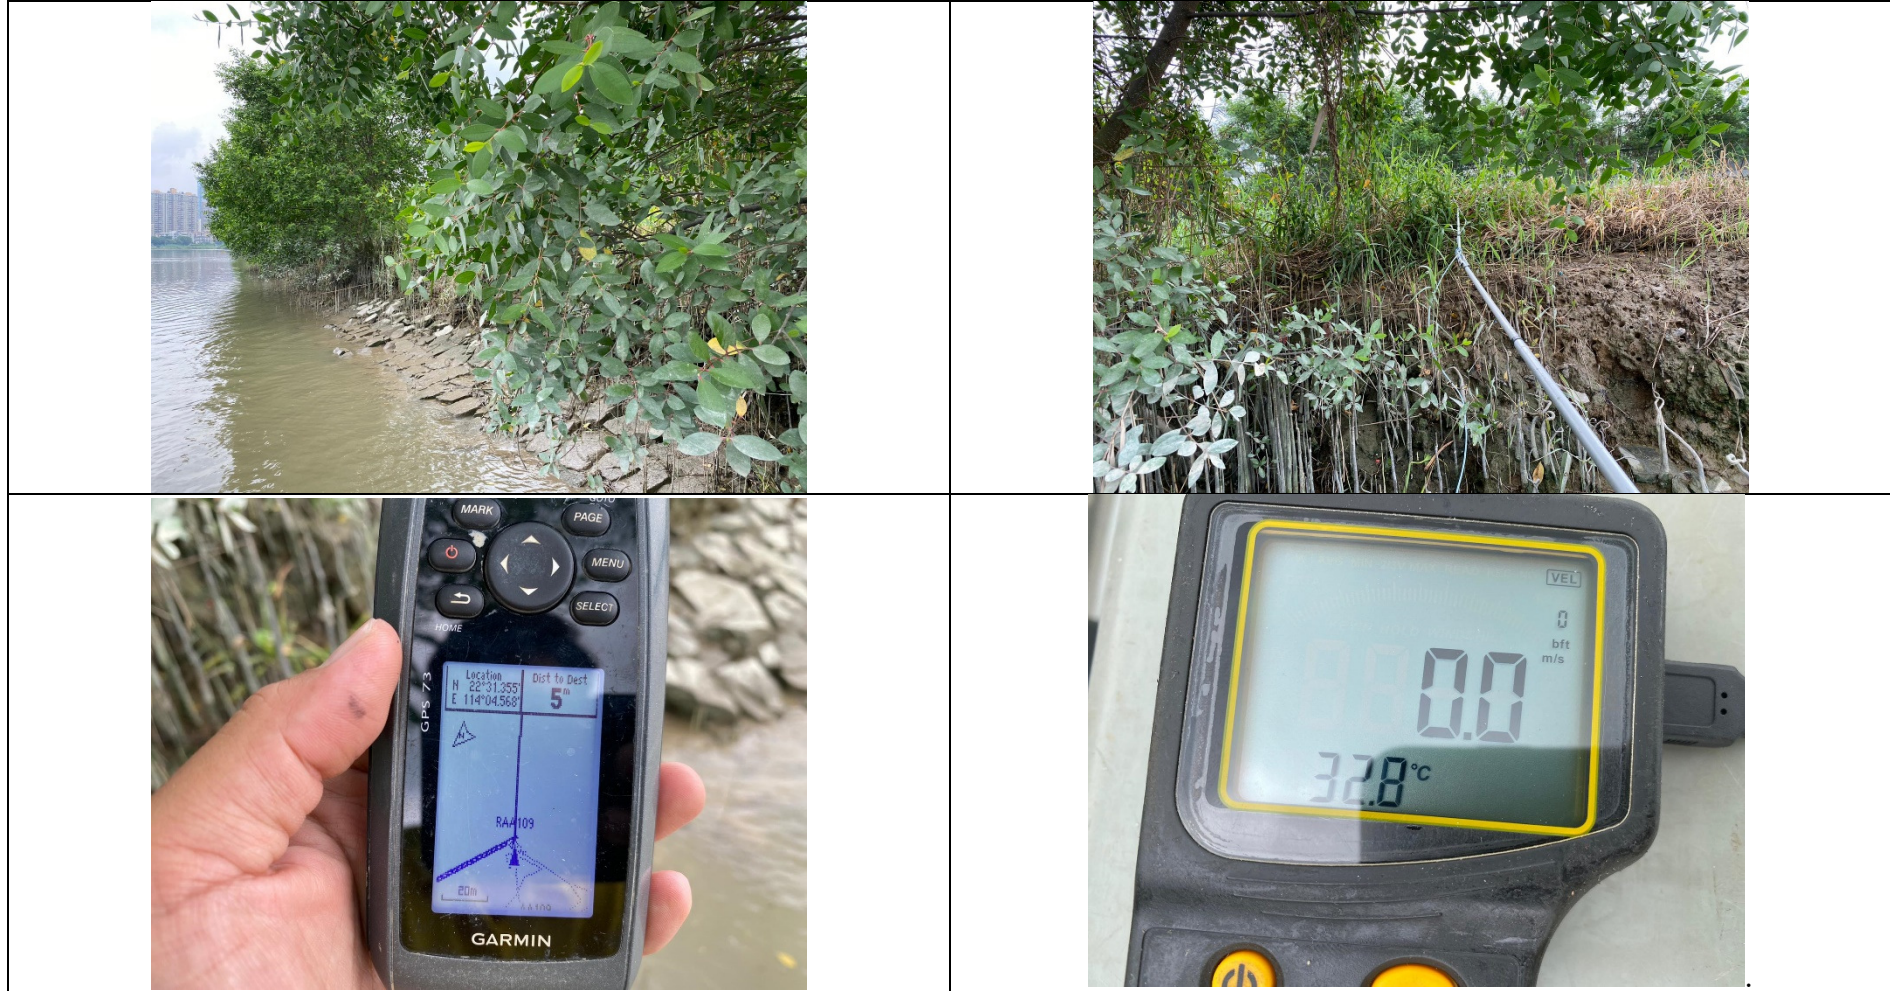 MARK
PAGE
MENU
SELECT
HOME
GPS 73
Location
N 22°31.355'
E 114°04.568'
Dist to Dest
5m
N
RAA109
20m
GARMIN
VEL
0
bft
m/s
0.0
32.8°C